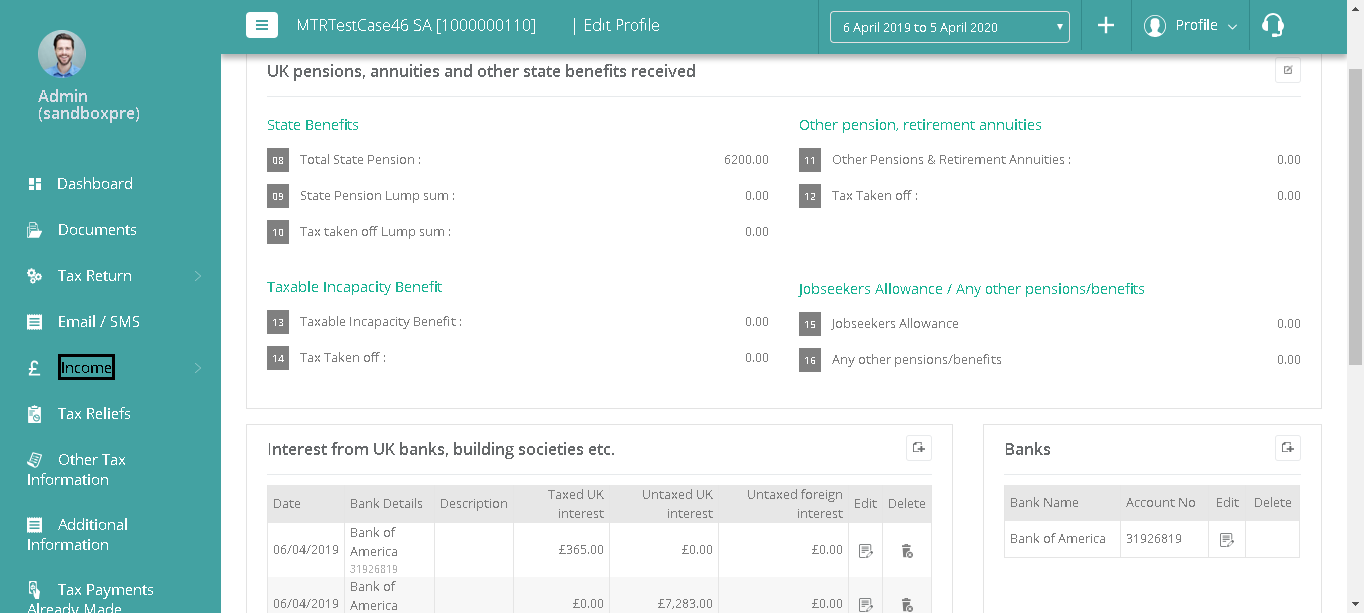 MTRTestCase46 SA [1000000110] | Edit Profile
6 April 2019 to 5 April 2020
Profile
Admin
(sandboxpre)
Dashboard
Documents
Tax Return
Email / SMS
£ Income
Tax Reliefs
Other Tax
Information
Additional
Information
Tax Payments
Already Made
UK pensions, annuities and other state benefits received
State Benefits
08 Total State Pension : 6200.00
09 State Pension Lump sum : 0.00
10 Tax taken off Lump sum : 0.00
Other pension, retirement annuities
11 Other Pensions & Retirement Annuities : 0.00
12 Tax Taken off : 0.00
Taxable Incapacity Benefit
13 Taxable Incapacity Benefit : 0.00
14 Tax Taken off : 0.00
Jobseekers Allowance / Any other pensions/benefits
15 Jobseekers Allowance 0.00
16 Any other pensions/benefits 0.00
Interest from UK banks, building societies etc.
Date Bank Details Description Taxed UK interest Untaxed UK interest Untaxed foreign interest Edit Delete
06/04/2019 Bank of America 31926819 £365.00 £0.00 £0.00
06/04/2019 Bank of America £0.00 £7,283.00 £0.00
Banks
Bank Name Account No Edit Delete
Bank of America 31926819